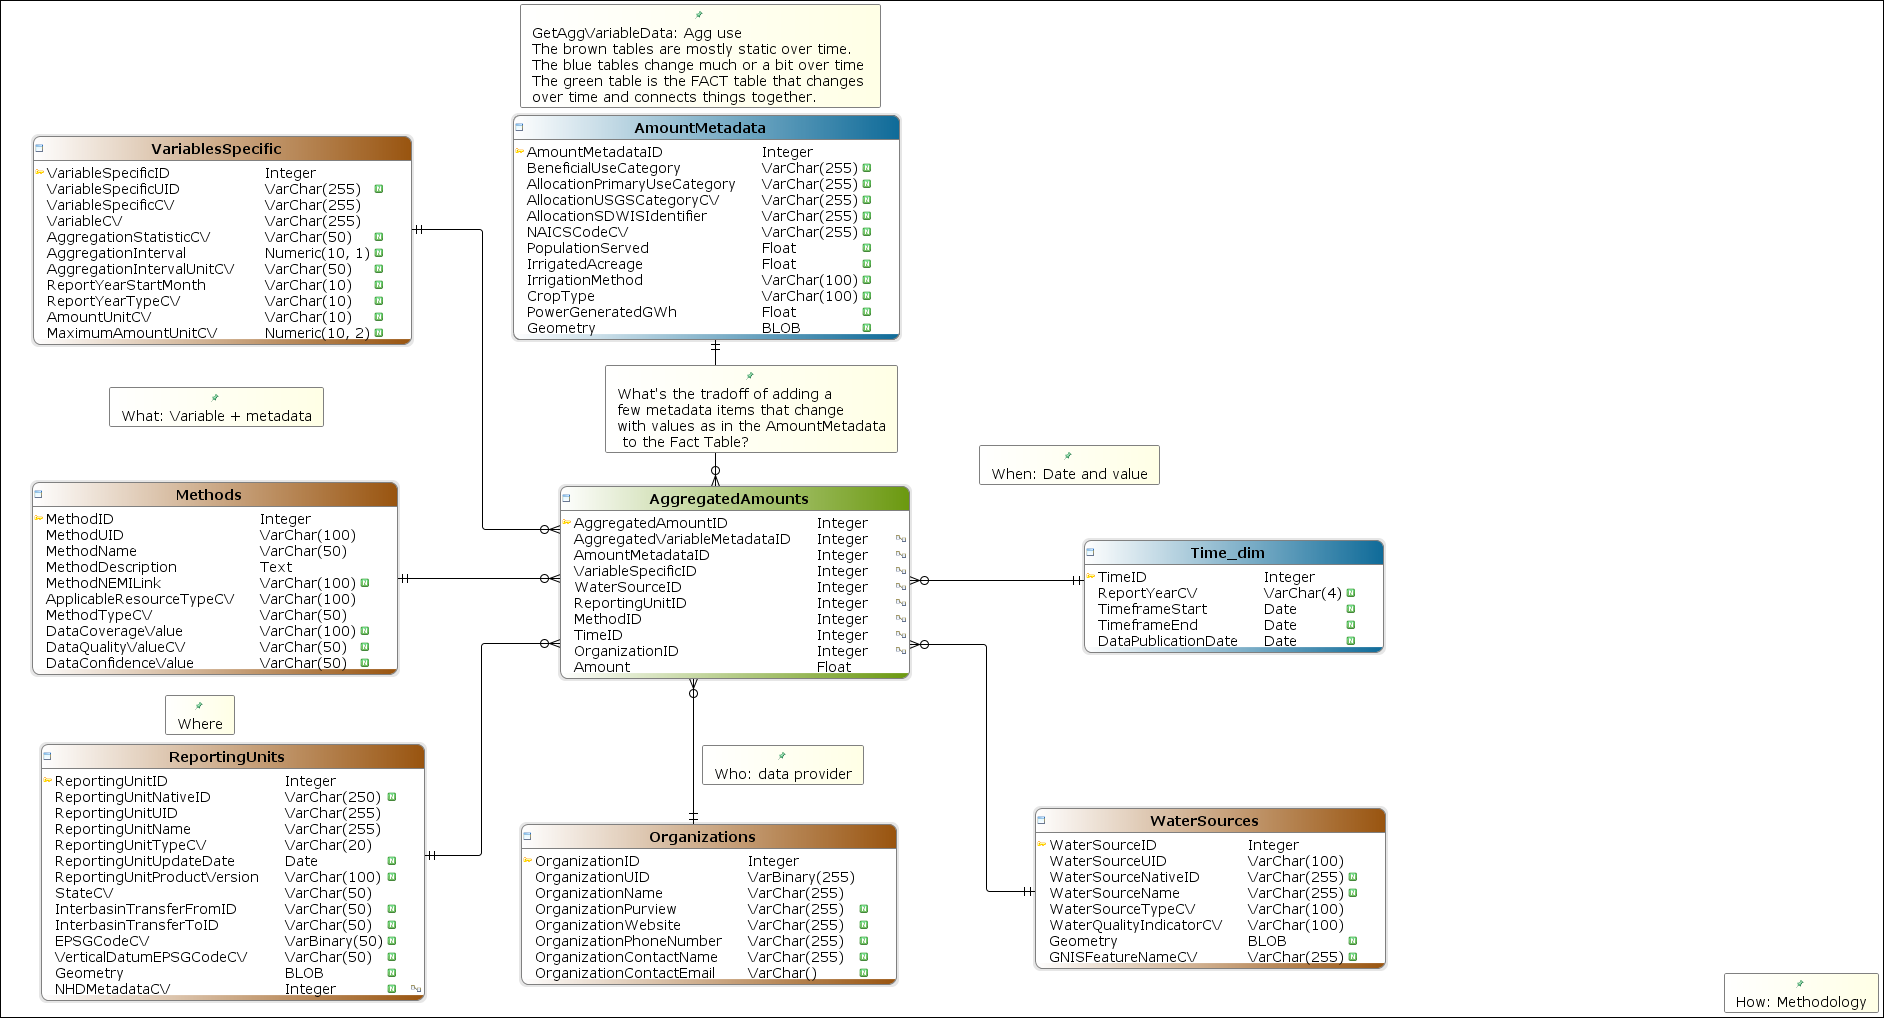 GetAggVariableData: Agg use
The brown tables are mostly static over time.
The blue tables change much or a bit over time
The green table is the FACT table that changes
over time and connects things together.
VariablesSpecific
VariableSpecificID Integer
VariableSpecificUID VarChar(255) N
VariableSpecificCV VarChar(255)
VariableCV VarChar(255)
AggregationStatisticCV VarChar(50) N
AggregationInterval Numeric(10, 1) N
AggregationIntervalUnitCV VarChar(50) N
ReportYearStartMonth VarChar(10) N
ReportYearTypeCV VarChar(10) N
AmountUnitCV VarChar(10) N
MaximumAmountUnitCV Numeric(10, 2) N
AmountMetadata
AmountMetadataID Integer
BeneficialUseCategory VarChar(255) N
AllocationPrimaryUseCategory VarChar(255) N
AllocationUSGSCategoryCV VarChar(255) N
AllocationSDWISIdentifier VarChar(255) N
NAICSCodeCV VarChar(255) N
PopulationServed Float N
IrrigatedAcreage Float N
IrrigationMethod VarChar(100) N
CropType VarChar(100) N
PowerGeneratedGWh Float N
Geometry BLOB N
What: Variable + metadata
What's the tradoff of adding a
few metadata items that change
with values as in the AmountMetadata
to the Fact Table?
When: Date and value
Methods
MethodID Integer
MethodUID VarChar(100)
MethodName VarChar(50)
MethodDescription Text
MethodNEMILink VarChar(100) N
ApplicableResourceTypeCV VarChar(100)
MethodTypeCV VarChar(50)
DataCoverageValue VarChar(100) N
DataQualityValueCV VarChar(50) N
DataConfidenceValue VarChar(50) N
AggregatedAmounts
AggregatedAmountID Integer
AggregatedVariableMetadataID Integer
AmountMetadataID Integer
VariableSpecificID Integer
WaterSourceID Integer
ReportingUnitID Integer
MethodID Integer
TimeID Integer
OrganizationID Integer
Amount Float
Time_dim
TimeID Integer
ReportYearCV VarChar(4) N
TimeframeStart Date N
TimeframeEnd Date N
DataPublicationDate Date N
Where
ReportingUnits
ReportingUnitID Integer
ReportingUnitNativeID VarChar(250) N
ReportingUnitUID VarChar(255)
ReportingUnitName VarChar(255)
ReportingUnitTypeCV VarChar(20)
ReportingUnitUpdateDate Date N
ReportingUnitProductVersion VarChar(100) N
StateCV VarChar(50)
InterbasinTransferFromID VarChar(50) N
InterbasinTransferToID VarChar(50) N
EPSGCodeCV VarBinary(50) N
VerticalDatumEPSGCodeCV VarChar(50) N
Geometry BLOB N
NHDMetadataCV Integer N
Who: data provider
Organizations
OrganizationID Integer
OrganizationUID VarBinary(255)
OrganizationName VarChar(255)
OrganizationPurview VarChar(255) N
OrganizationWebsite VarChar(255) N
OrganizationPhoneNumber VarChar(255) N
OrganizationContactName VarChar(255) N
OrganizationContactEmail VarChar() N
WaterSources
WaterSourceID Integer
WaterSourceUID VarChar(100)
WaterSourceNativeID VarChar(255) N
WaterSourceName VarChar(255) N
WaterSourceTypeCV VarChar(100)
WaterQualityIndicatorCV VarChar(100)
Geometry BLOB N
GNISFeatureNameCV VarChar(255) N
How: Methodology